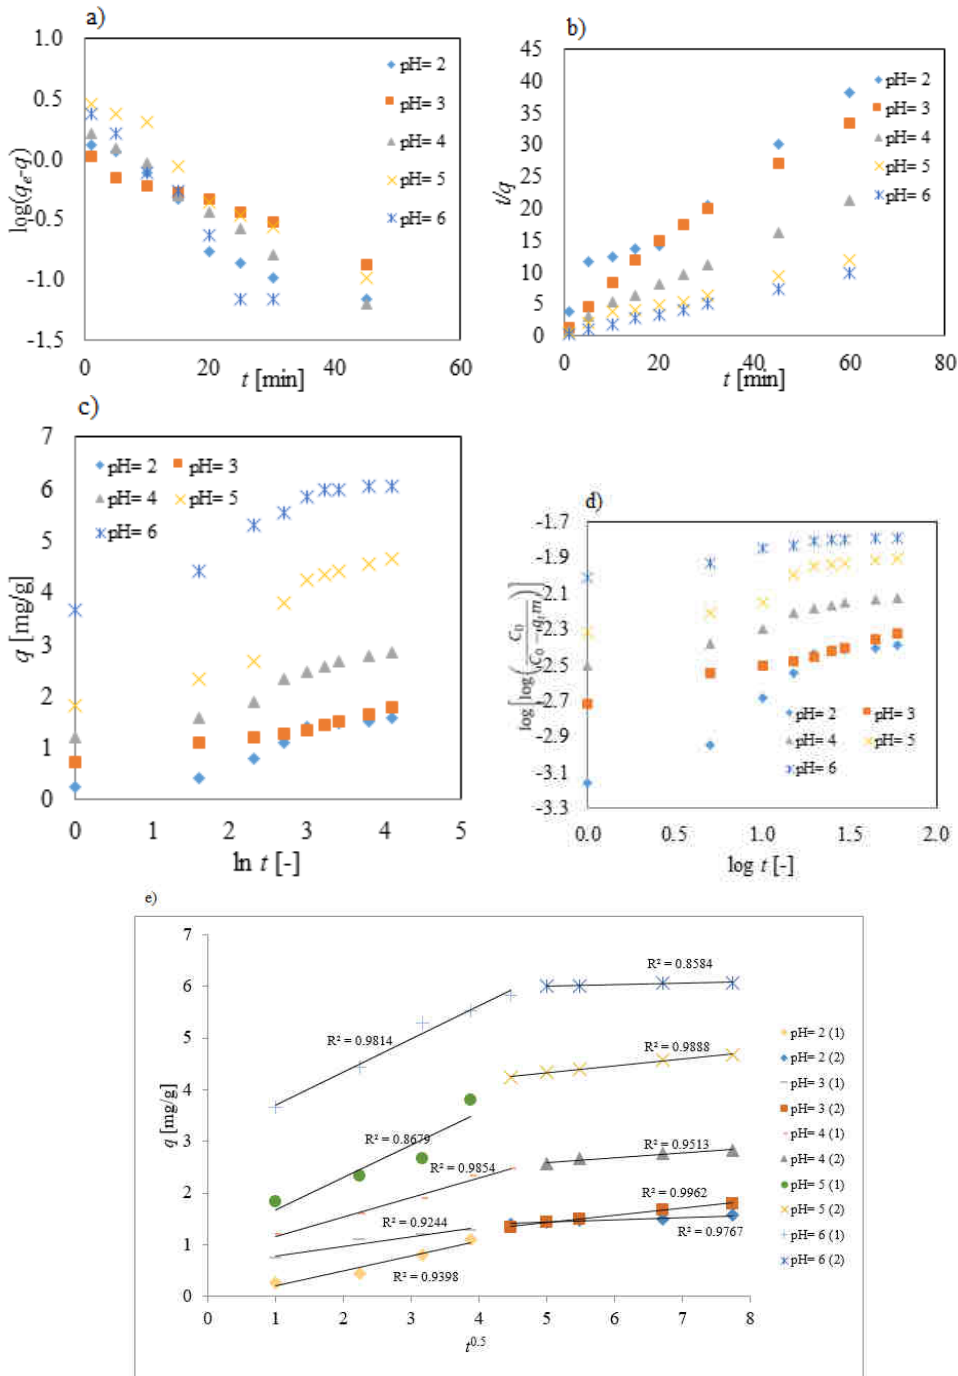 a)
1.0
0.5
0.0
-0.5
-1.0
-1.5
log(qe-q)
0 20 40 60
t [min]
pH= 2
pH= 3
pH= 4
pH= 5
pH= 6
b)
45
40
35
30
25
20
15
10
5
0
t/q
0 20 40 60 80
t [min]
pH= 2
pH= 3
pH= 4
pH= 5
pH= 6
c)
7
6
5
4
3
2
1
0
q [mg/g]
0 1 2 3 4 5
ln t [-]
pH= 2 pH= 3
pH= 4 pH= 5
pH= 6
d)
-1.7
-1.9
-2.1
-2.3
-2.5
-2.7
-2.9
-3.1
-3.3
log[log(C0/(C0 − qtm))]
0.0 0.5 1.0 1.5 2.0
log t [-]
pH= 2 pH= 3
pH= 4 pH= 5
pH= 6
e)
7
6
5
4
3
2
1
0
q [mg/g]
R² = 0.8584
R² = 0.9814
R² = 0.9888
R² = 0.8679
R² = 0.9854
R² = 0.9513
R² = 0.9962
R² = 0.9244
R² = 0.9767
R² = 0.9398
0 1 2 3 4 5 6 7 8
t0.5
pH= 2 (1)
pH= 2 (2)
pH= 3 (1)
pH= 3 (2)
pH= 4 (1)
pH= 4 (2)
pH= 5 (1)
pH= 5 (2)
pH= 6 (1)
pH= 6 (2)